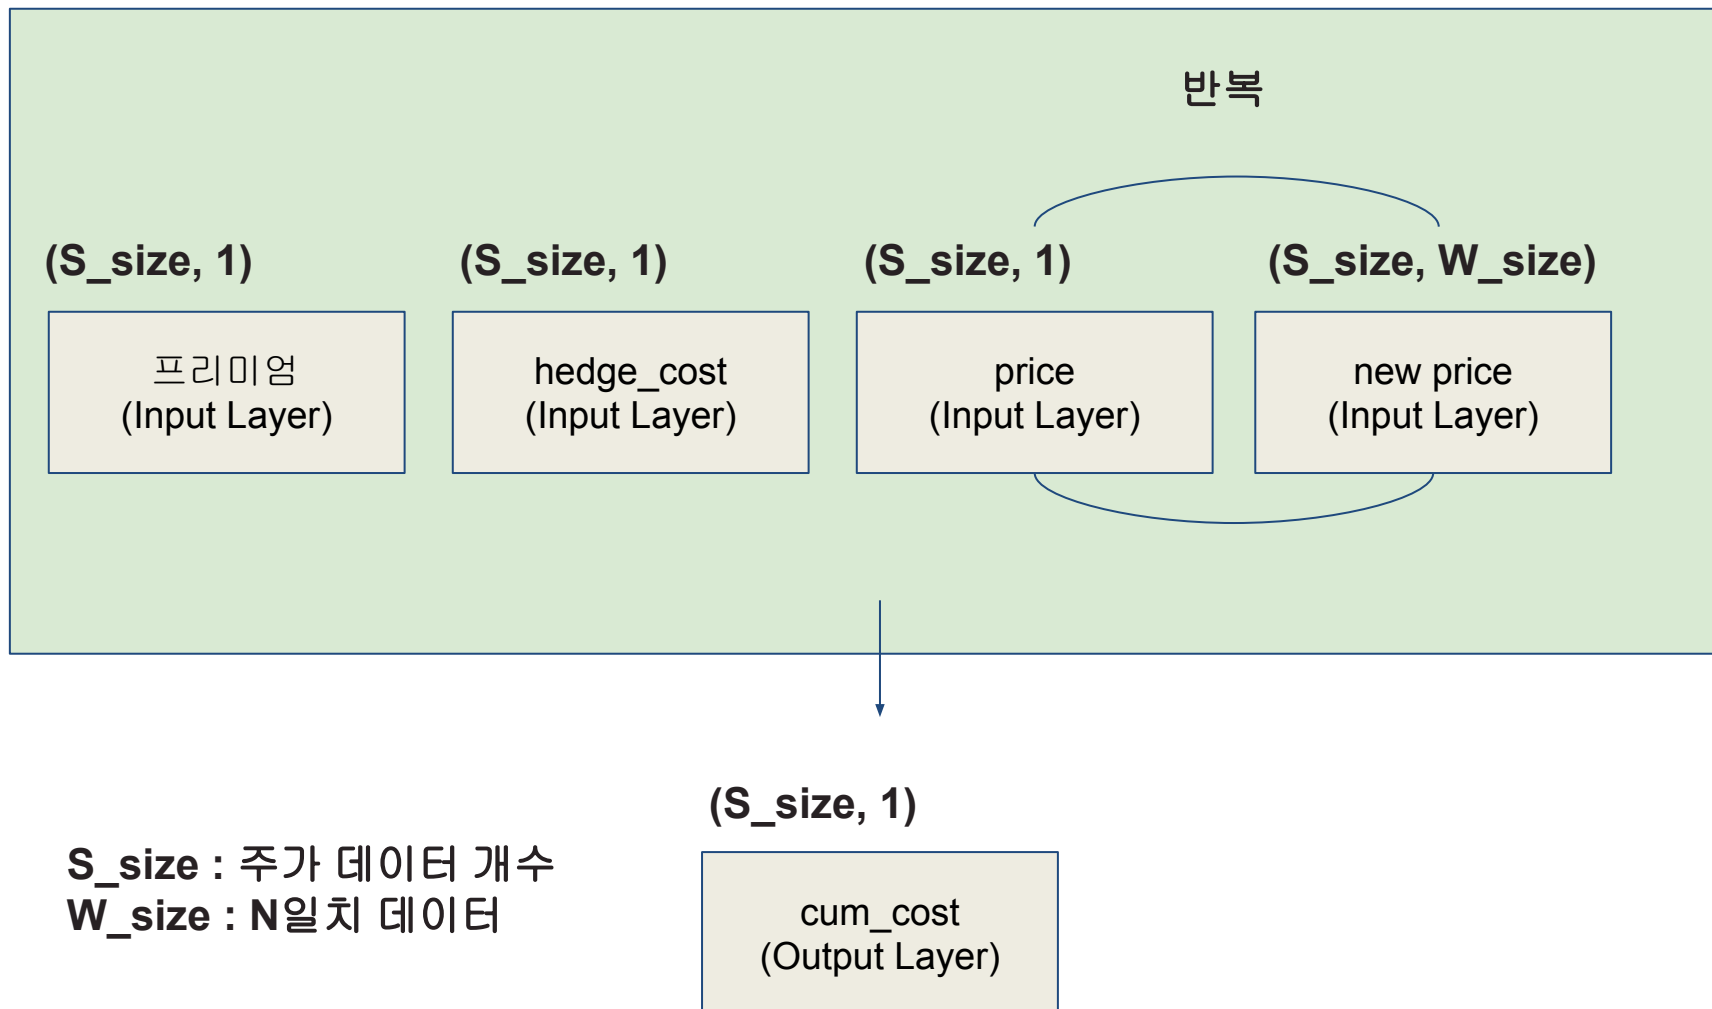 반복
(S_size, 1)
(S_size, 1)
(S_size, 1)
(S_size, W_size)
프리미엄
(Input Layer)
hedge_cost
(Input Layer)
price
(Input Layer)
new price
(Input Layer)
(S_size, 1)
S_size : 주가 데이터 개수
W_size : N일치 데이터
cum_cost
(Output Layer)